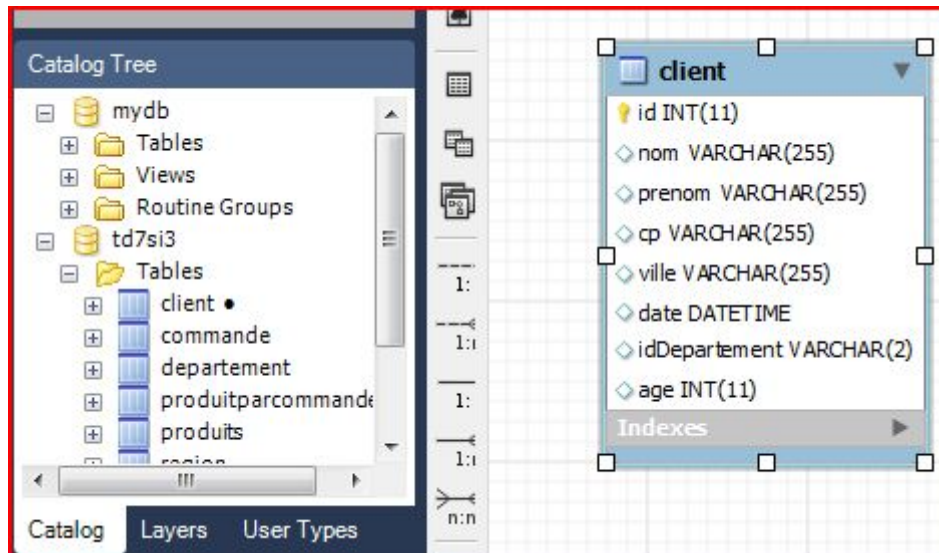 Catalog Tree
mydb
Tables
Views
Routine Groups
td7si3
Tables
client •
commande
departement
produitparcommande
produits
region
Catalog
Layers
User Types
1:
1:
1:
1:
n:n
client
id INT(11)
nom VARCHAR(255)
prenom VARCHAR(255)
cp VARCHAR(255)
ville VARCHAR(255)
date DATETIME
idDepartement VARCHAR(2)
age INT(11)
Indexes